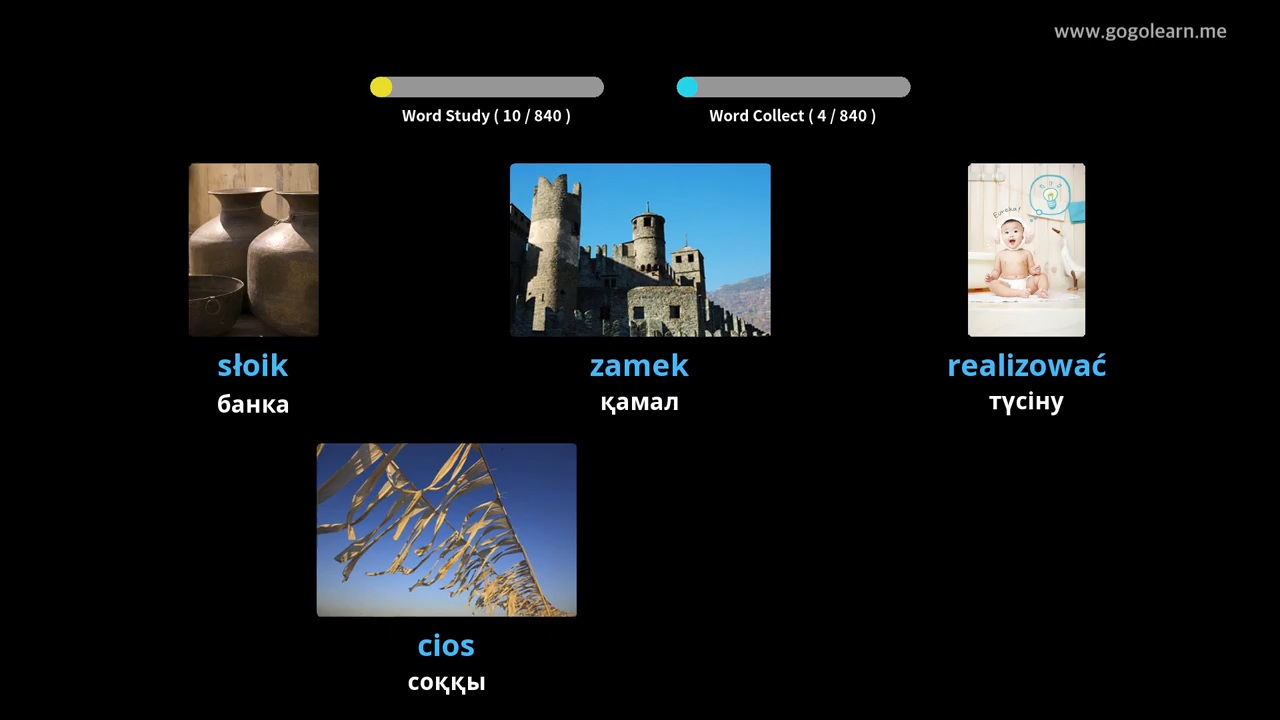 www.gogolearn.me
Word Study ( 10 / 840 )
Word Collect ( 4 / 840 )
Eureka!
słoik
банка
zamek
қамал
realizować
түсіну
cios
соққы